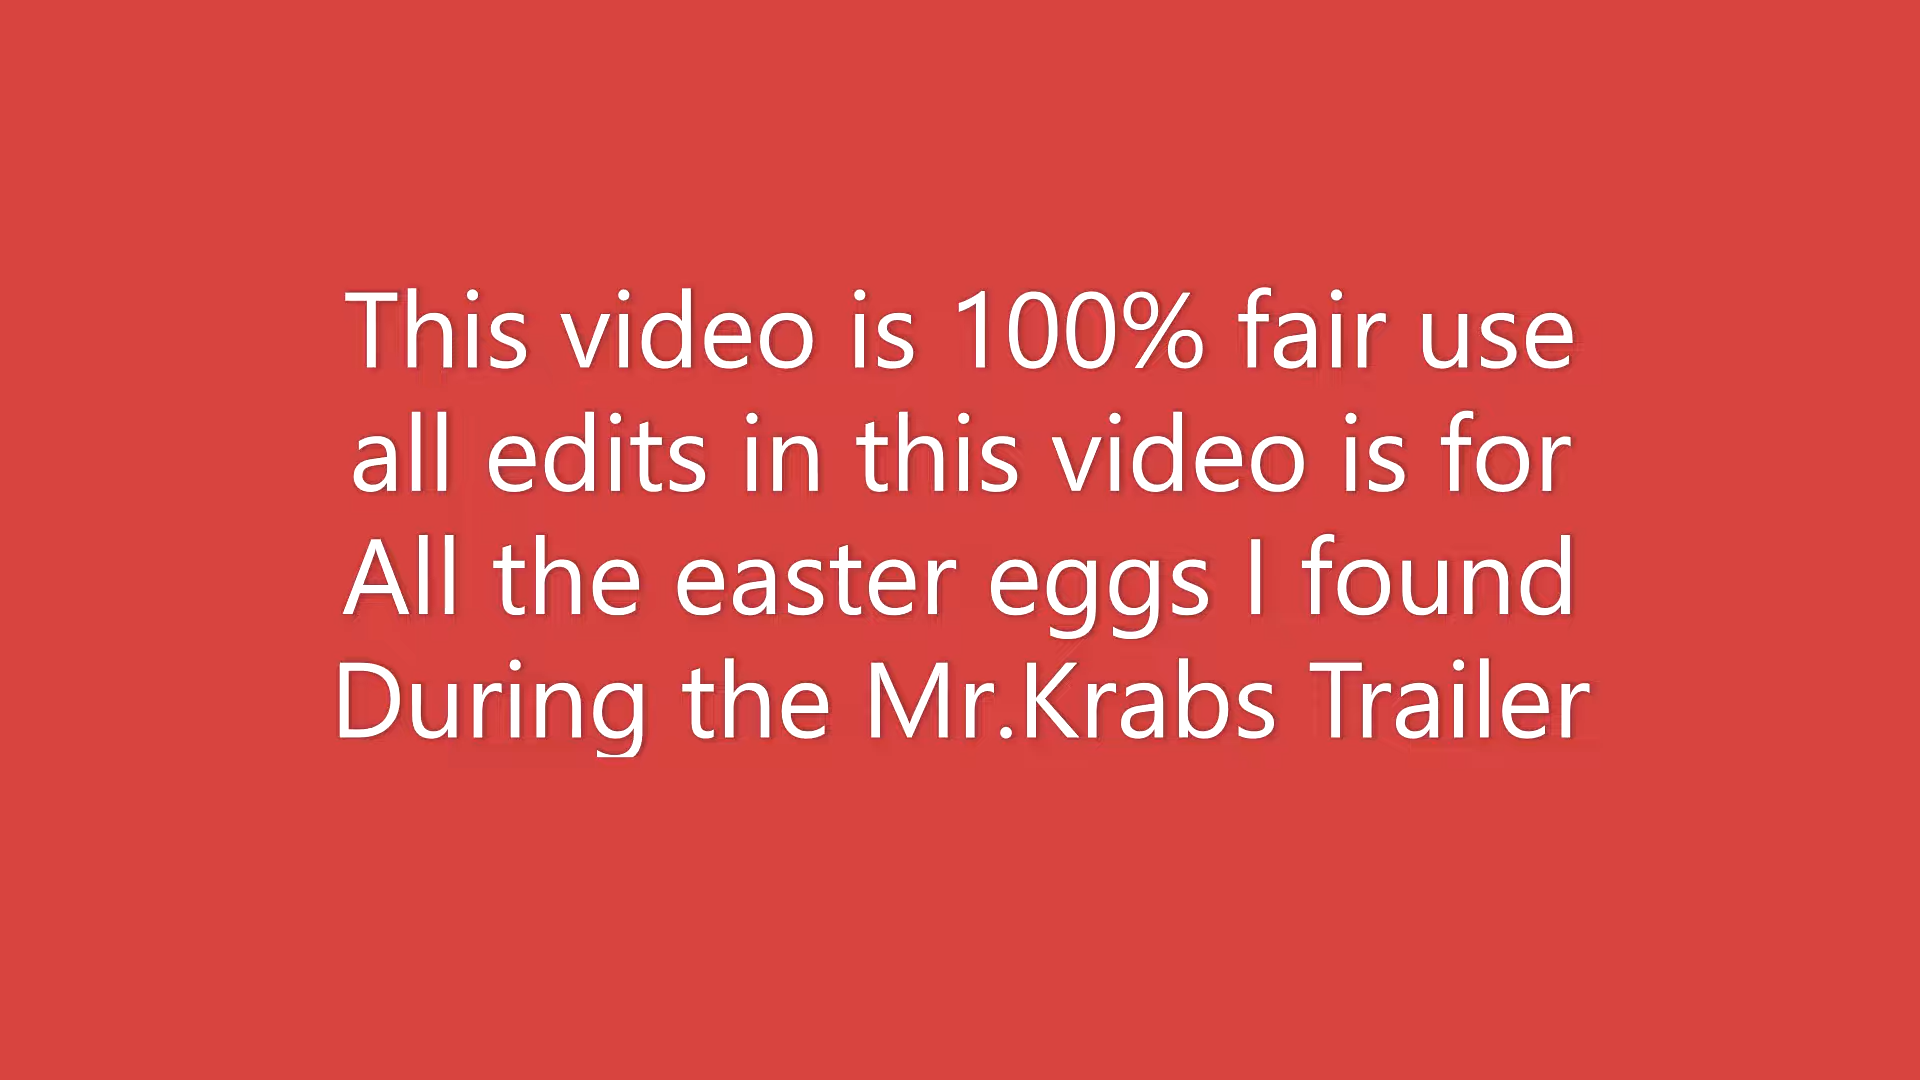 This video is 100% fair use
all edits in this video is for
All the easter eggs I found
During the Mr.Krabs Trailer